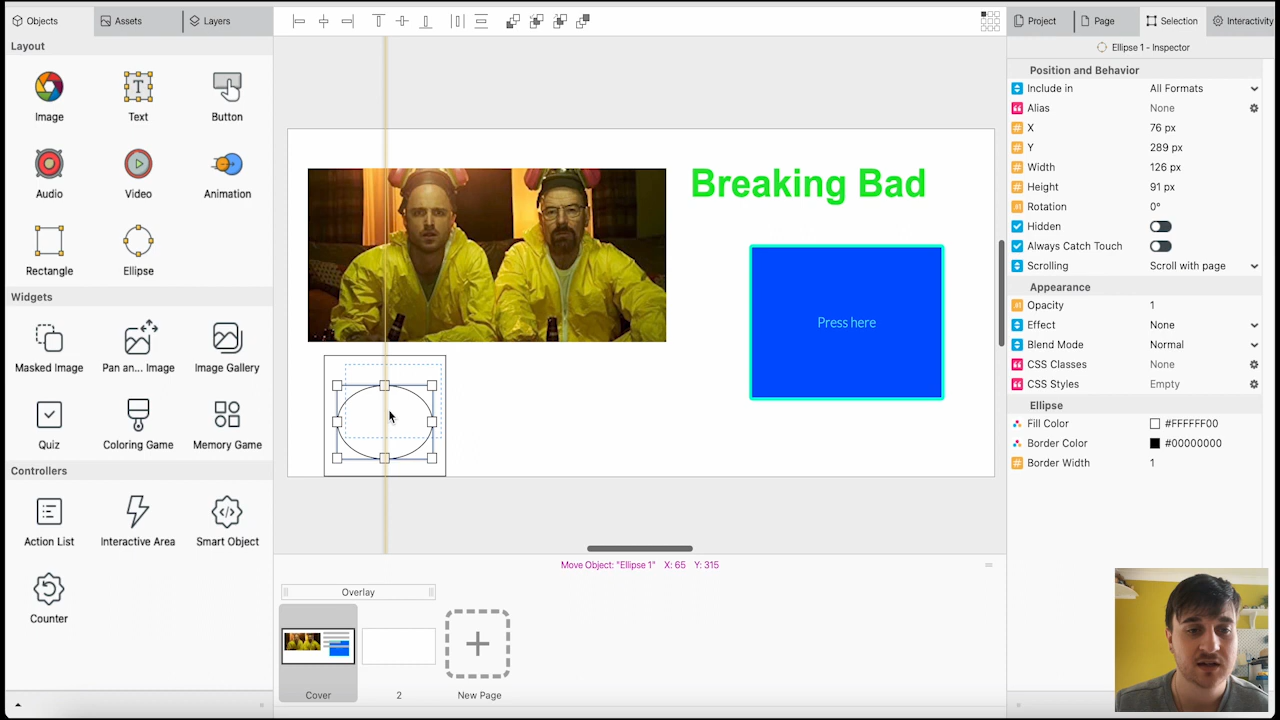 Objects
Assets
Layers
Project
Page
Selection
Interactivity
Layout
Ellipse 1 - Inspector
Image
Text
Button
Audio
Video
Animation
Rectangle
Ellipse
Widgets
Masked Image
Pan an... Image
Image Gallery
Quiz
Coloring Game
Memory Game
Controllers
Action List
Interactive Area
Smart Object
Counter
Breaking Bad
Press here
Move Object: "Ellipse 1" X: 65 Y: 315
Overlay
Cover
2
New Page
Position and Behavior
Include in All Formats
Alias None
X 76 px
Y 289 px
Width 126 px
Height 91 px
Rotation 0°
Hidden
Always Catch Touch
Scrolling Scroll with page
Appearance
Opacity 1
Effect None
Blend Mode Normal
CSS Classes None
CSS Styles Empty
Ellipse
Fill Color #FFFFFF00
Border Color #00000000
Border Width 1